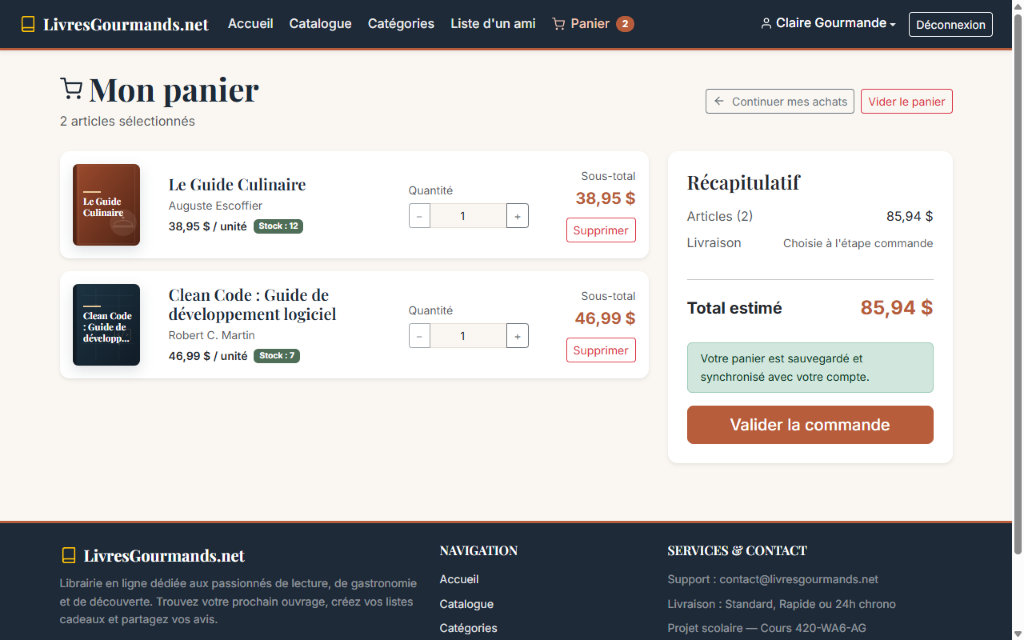 LivresGourmands.net Accueil Catalogue Catégories Liste d'un ami Panier 2 Claire Gourmande Déconnexion
Mon panier
2 articles sélectionnés
← Continuer mes achats Vider le panier
Le Guide Culinaire
Le Guide Culinaire
Auguste Escoffier
38,95 $ / unité Stock : 12
Quantité
− 1 +
Sous-total
38,95 $
Supprimer
Clean Code : Guide de développ...
Clean Code : Guide de
développement logiciel
Robert C. Martin
46,99 $ / unité Stock : 7
Quantité
− 1 +
Sous-total
46,99 $
Supprimer
Récapitulatif
Articles (2) 85,94 $
Livraison Choisie à l'étape commande
Total estimé 85,94 $
Votre panier est sauvegardé et
synchronisé avec votre compte.
Valider la commande
LivresGourmands.net
Librairie en ligne dédiée aux passionnés de lecture, de gastronomie
et de découverte. Trouvez votre prochain ouvrage, créez vos listes
cadeaux et partagez vos avis.
NAVIGATION
Accueil
Catalogue
Catégories
SERVICES & CONTACT
Support : contact@livresgourmands.net
Livraison : Standard, Rapide ou 24h chrono
Projet scolaire — Cours 420-WA6-AG